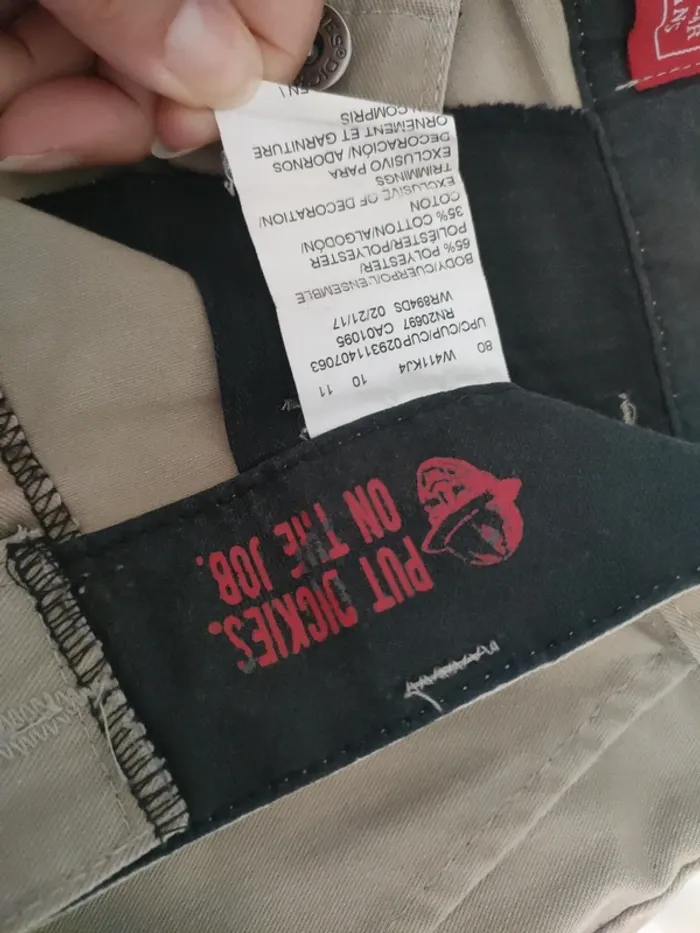 PUT DICKIES.
ON THE JOB.
80 W411KJ4 10 11
UPC/CUP/CUP029311407063
RN20697 CA01095
WR894DS 02/21/17
BODY/CUERPO/L'ENSEMBLE
65% POLYESTER/
POLIÉSTER/POLYESTER
35% COTTON/ALGODÓN/
COTON
EXCLUSIVE OF DECORATION/
TRIMMINGS
EXCLUSIVO PARA
DECORACIÓN/ ADORNOS
ORNEMENT ET GARNITURE
COMPRIS